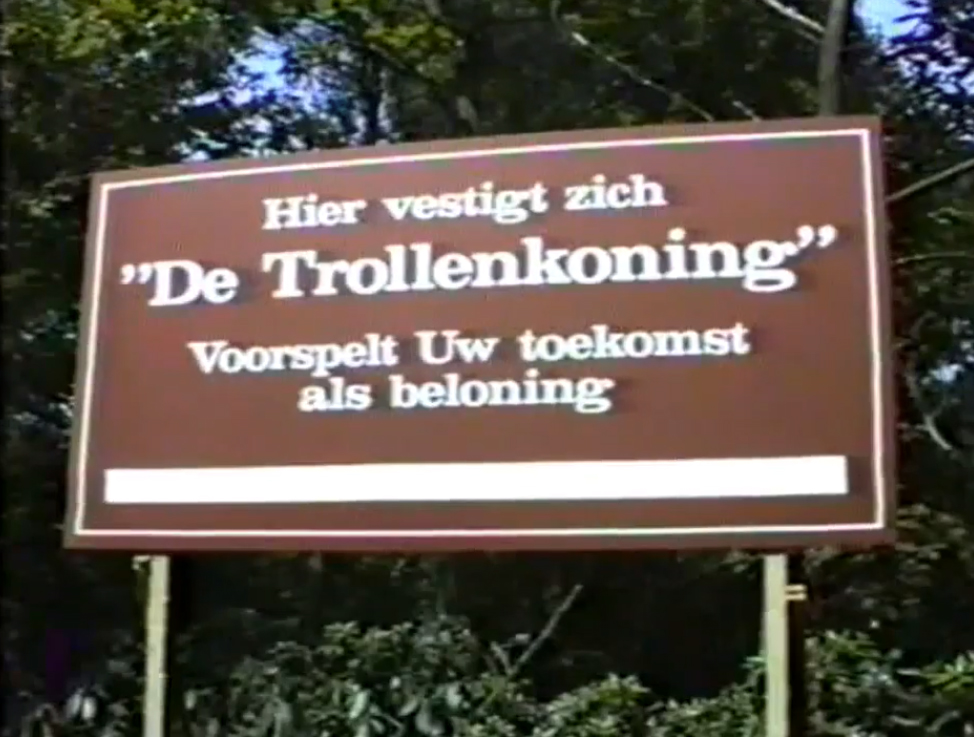 Hier vestigt zich
”De Trollenkoning”
Voorspelt Uw toekomst
als beloning